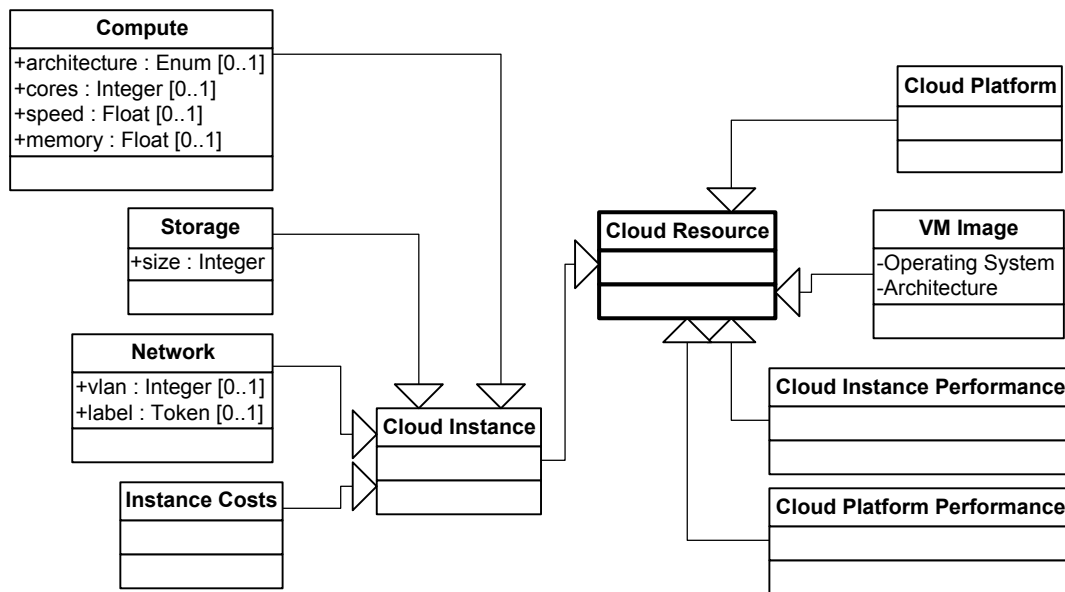 Compute
+architecture : Enum [0..1]
+cores : Integer [0..1]
+speed : Float [0..1]
+memory : Float [0..1]
Storage
+size : Integer
Network
+vlan : Integer [0..1]
+label : Token [0..1]
Instance Costs
Cloud Instance
Cloud Resource
Cloud Platform
VM Image
-Operating System
-Architecture
Cloud Instance Performance
Cloud Platform Performance